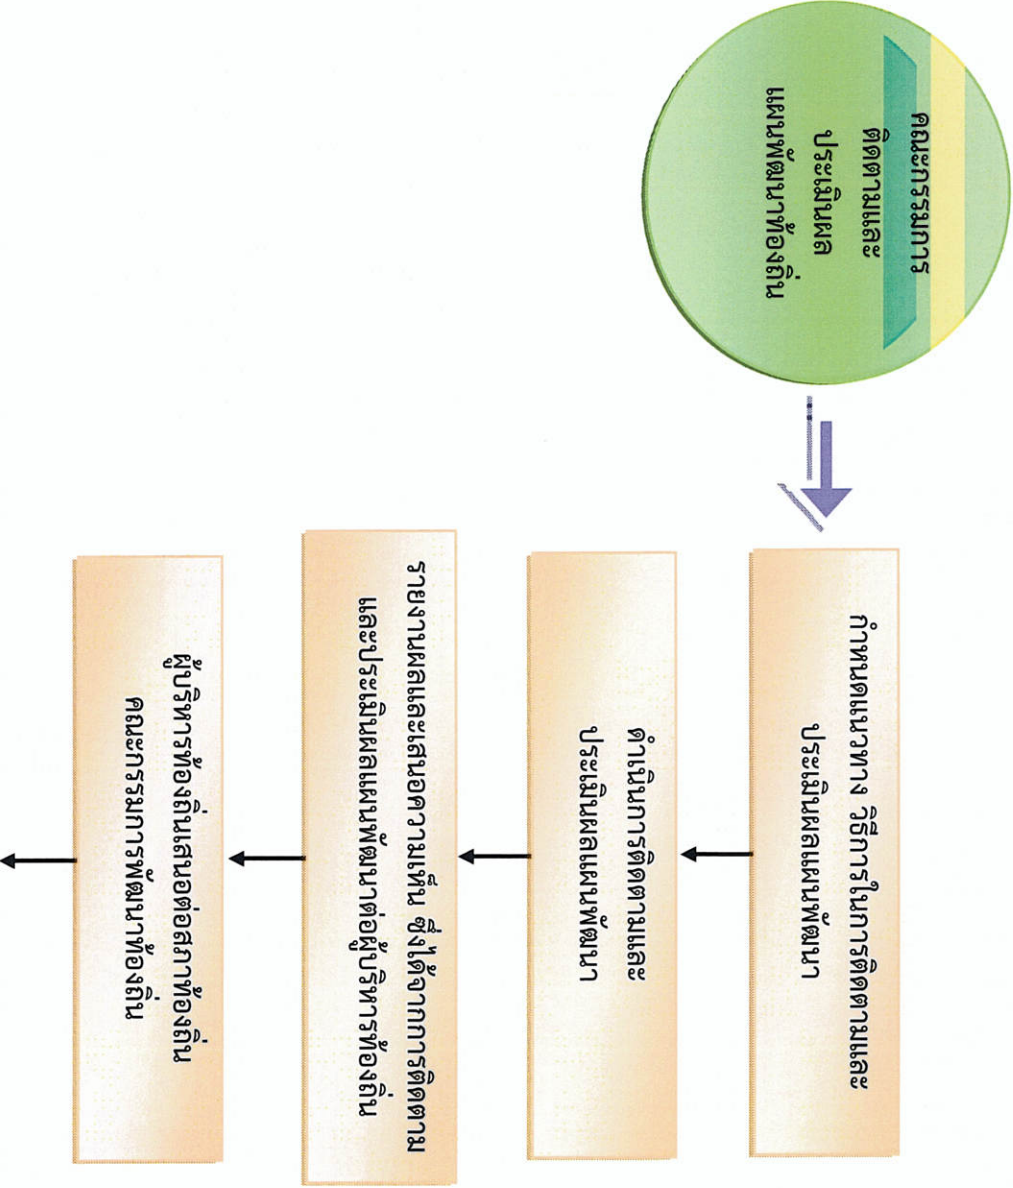 คณะกรรมการ
ติดตามและ
ประเมินผล
แผนพัฒนาท้องถิ่น
กำหนดแนวทาง วิธีการในการติดตามและ
ประเมินผลแผนพัฒนา
ดำเนินการติดตามและ
ประเมินผลแผนพัฒนา
รายงานผลและเสนอความเห็น ซึ่งได้จากการติดตาม
และประเมินผลแผนพัฒนาต่อผู้บริหารท้องถิ่น
ผู้บริหารท้องถิ่นเสนอต่อสภาท้องถิ่น
คณะกรรมการพัฒนาท้องถิ่น